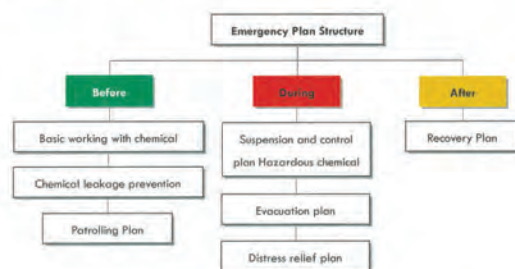 Emergency Plan Structure
Before
During
After
Basic working with chemical
Chemical leakage prevention
Patrolling Plan
Suspension and control
plan Hazardous chemical
Evacuation plan
Distress relief plan
Recovery Plan